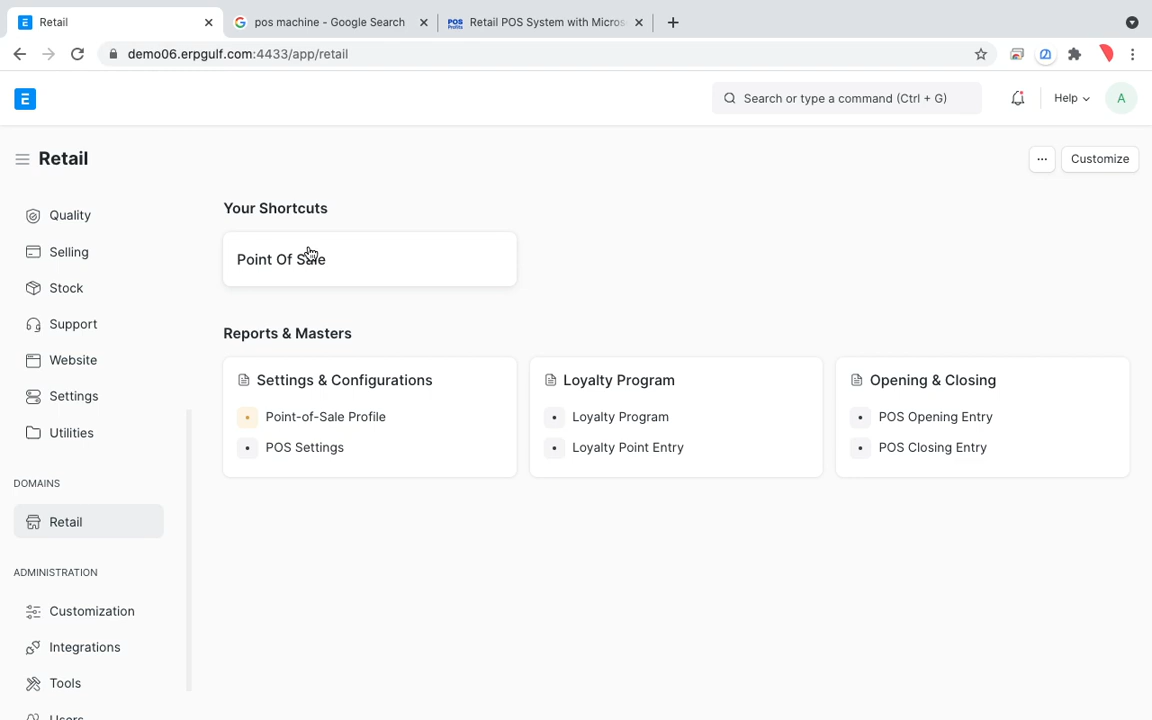 E Retail
G pos machine - Google Search
POS Retail POS System with Micros
demo06.erpgulf.com:4433/app/retail
E
Search or type a command (Ctrl + G)
Help
A
Retail
...
Customize
Quality
Selling
Stock
Support
Website
Settings
Utilities
DOMAINS
Retail
ADMINISTRATION
Customization
Integrations
Tools
Users
Your Shortcuts
Point Of Sale
Reports & Masters
Settings & Configurations
Point-of-Sale Profile
POS Settings
Loyalty Program
Loyalty Program
Loyalty Point Entry
Opening & Closing
POS Opening Entry
POS Closing Entry